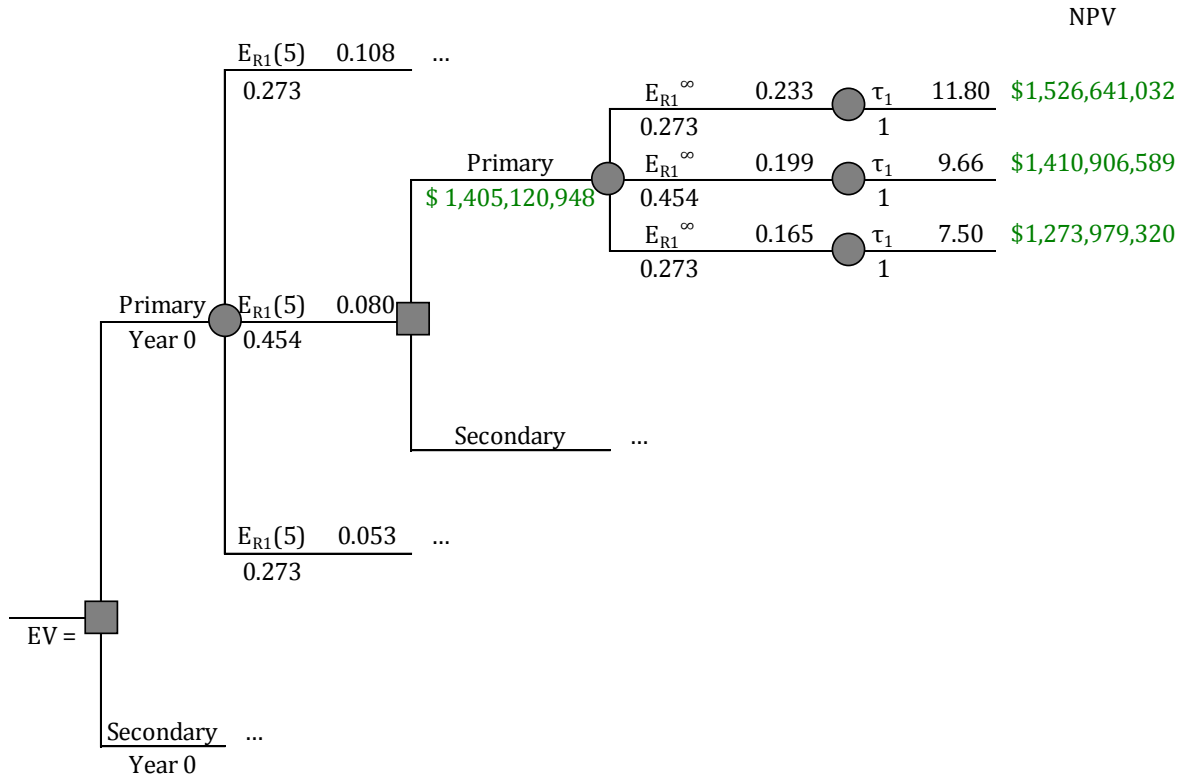 NPV
E_R1(5) 0.108 ...
0.273
E_R1^∞ 0.233 τ_1 11.80 $1,526,641,032
0.273 1
Primary E_R1^∞ 0.199 τ_1 9.66 $1,410,906,589
$ 1,405,120,948 0.454 1
E_R1^∞ 0.165 τ_1 7.50 $1,273,979,320
0.273 1
Primary E_R1(5) 0.080
Year 0 0.454
Secondary ...
E_R1(5) 0.053 ...
0.273
EV =
Secondary ...
Year 0